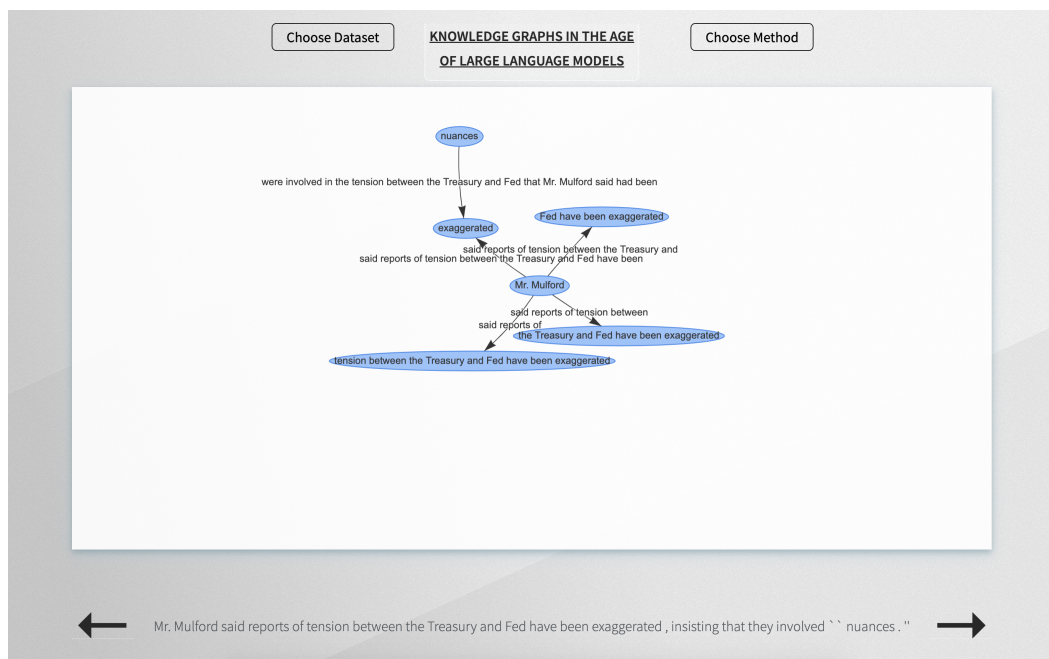 Choose Dataset
KNOWLEDGE GRAPHS IN THE AGE
OF LARGE LANGUAGE MODELS
Choose Method
nuances
were involved in the tension between the Treasury and Fed that Mr. Mulford said had been
Fed have been exaggerated
exaggerated
said reports of tension between the Treasury and
said reports of tension between the Treasury and Fed have been
Mr. Mulford
said reports of tension between
said reports of
the Treasury and Fed have been exaggerated
tension between the Treasury and Fed have been exaggerated
Mr. Mulford said reports of tension between the Treasury and Fed have been exaggerated , insisting that they involved `` nuances . ''